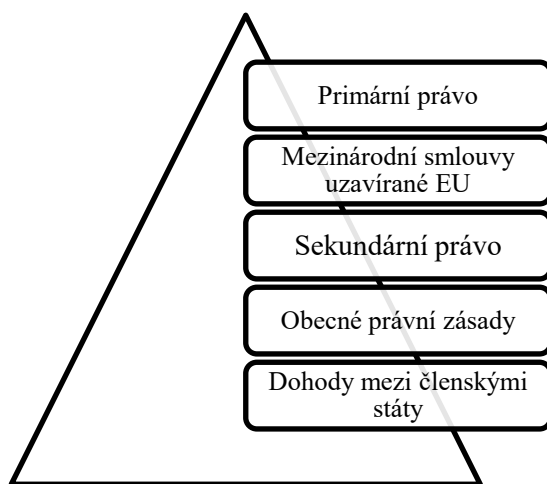 Primární právo
Mezinárodní smlouvy
uzavírané EU
Sekundární právo
Obecné právní zásady
Dohody mezi členskými
státy